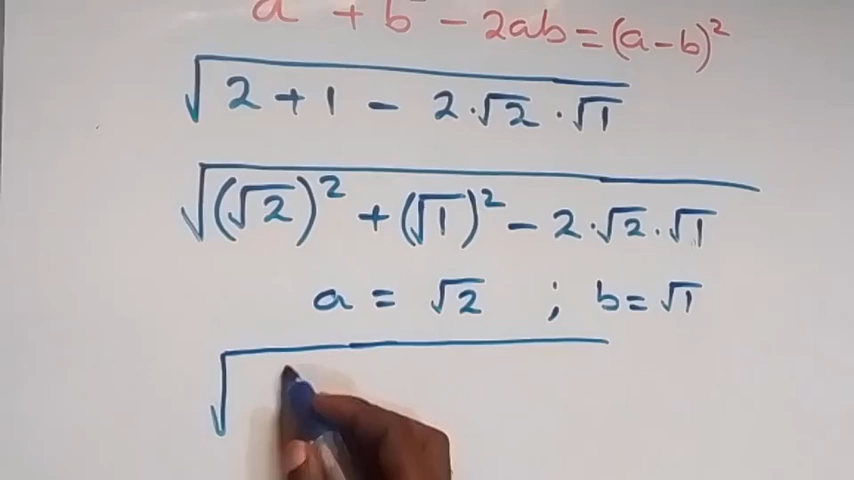 a² + b² - 2ab = (a-b)²
√(2 + 1 - 2·√2·√1)
√((√2)² + (√1)² - 2·√2·√1)
a = √2 ; b = √1
√